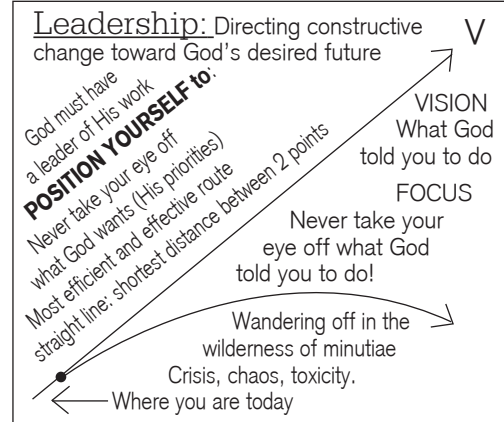 Leadership: Directing constructive
change toward God's desired future
V
God must have
a leader of His work
POSITION YOURSELF to:
Never take your eye off
what God wants (His priorities)
Most efficient and effective route
straight line: shortest distance between 2 points
VISION
What God
told you to do
FOCUS
Never take your
eye off what God
told you to do!
Wandering off in the
wilderness of minutiae
Crisis, chaos, toxicity.
Where you are today